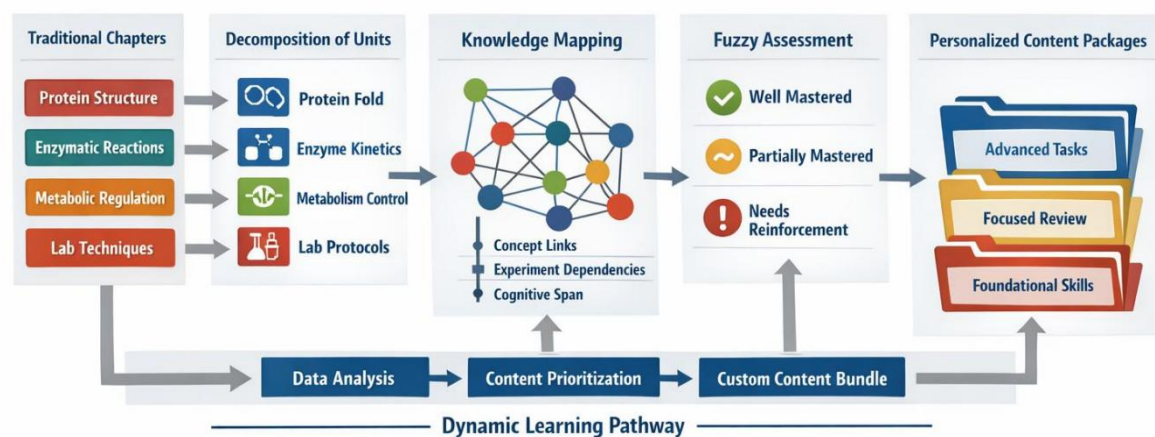 Traditional Chapters
Protein Structure
Enzymatic Reactions
Metabolic Regulation
Lab Techniques
Decomposition of Units
Protein Fold
Enzyme Kinetics
Metabolism Control
Lab Protocols
Knowledge Mapping
Concept Links
Experiment Dependencies
Cognitive Span
Fuzzy Assessment
Well Mastered
Partially Mastered
Needs
Reinforcement
Personalized Content Packages
Advanced Tasks
Focused Review
Foundational Skills
Data Analysis
Content Prioritization
Custom Content Bundle
Dynamic Learning Pathway